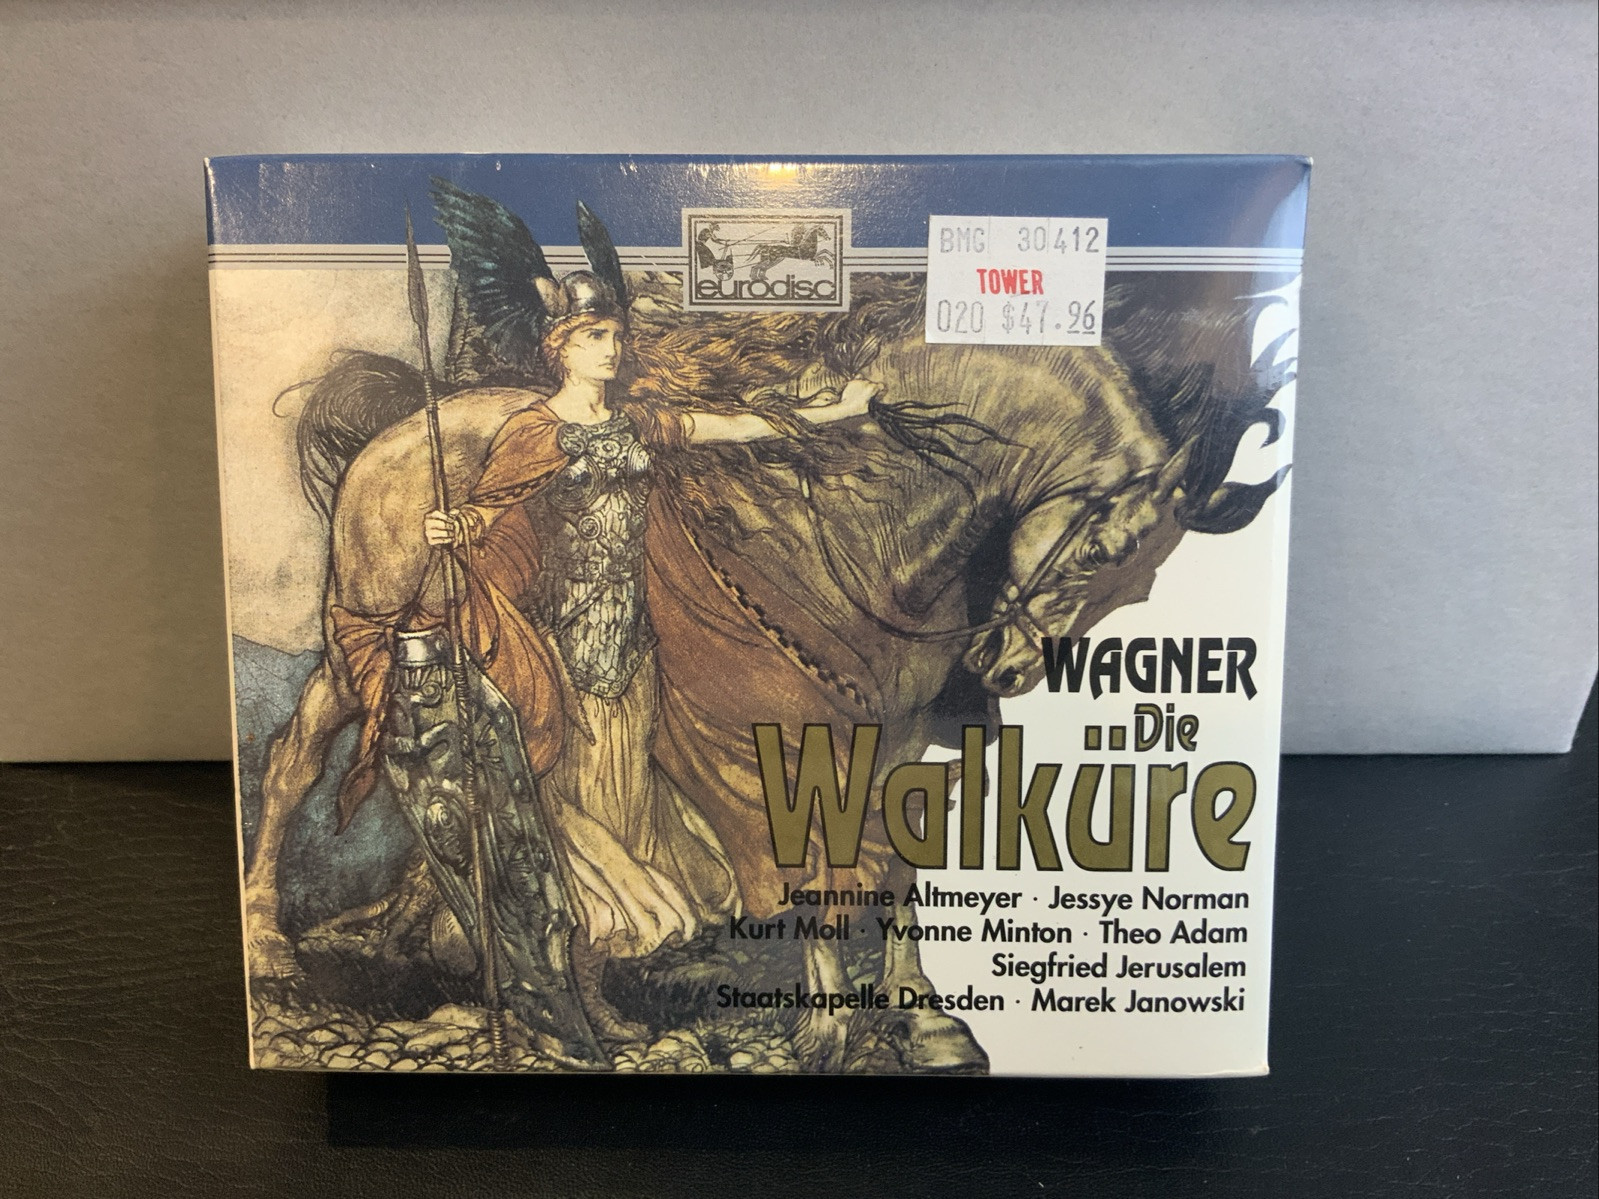 eurodisc
BMG 30412
TOWER
020 $47.96
WAGNER
Die
Walküre
Jeannine Altmeyer · Jessye Norman
Kurt Moll · Yvonne Minton · Theo Adam
Siegfried Jerusalem
Staatskapelle Dresden · Marek Janowski